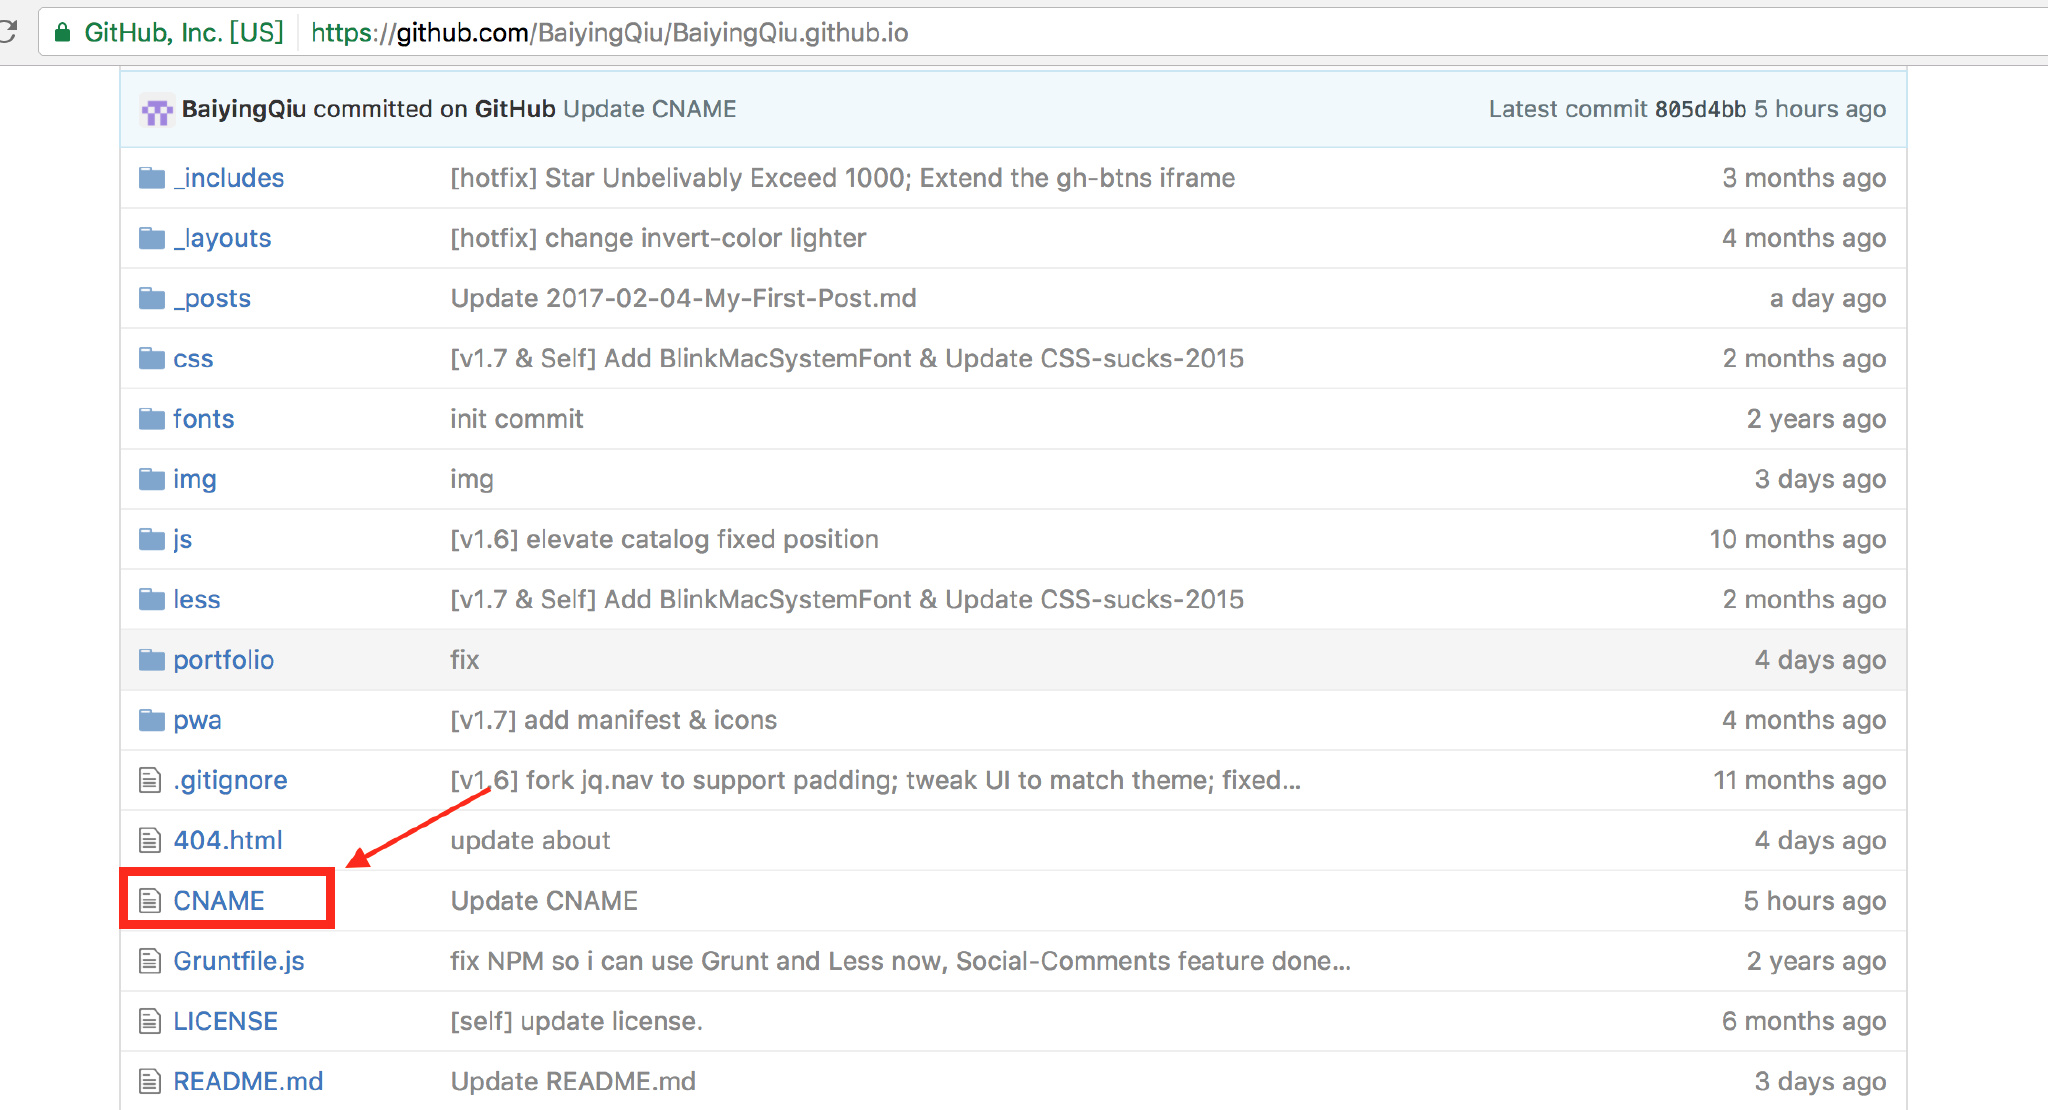 GitHub, Inc. [US] https://github.com/BaiyingQiu/BaiyingQiu.github.io
BaiyingQiu committed on GitHub Update CNAME Latest commit 805d4bb 5 hours ago
_includes [hotfix] Star Unbelivably Exceed 1000; Extend the gh-btns iframe 3 months ago
_layouts [hotfix] change invert-color lighter 4 months ago
_posts Update 2017-02-04-My-First-Post.md a day ago
css [v1.7 & Self] Add BlinkMacSystemFont & Update CSS-sucks-2015 2 months ago
fonts init commit 2 years ago
img img 3 days ago
js [v1.6] elevate catalog fixed position 10 months ago
less [v1.7 & Self] Add BlinkMacSystemFont & Update CSS-sucks-2015 2 months ago
portfolio fix 4 days ago
pwa [v1.7] add manifest & icons 4 months ago
.gitignore [v1.6] fork jq.nav to support padding; tweak UI to match theme; fixed... 11 months ago
404.html update about 4 days ago
CNAME Update CNAME 5 hours ago
Gruntfile.js fix NPM so i can use Grunt and Less now, Social-Comments feature done... 2 years ago
LICENSE [self] update license. 6 months ago
README.md Update README.md 3 days ago